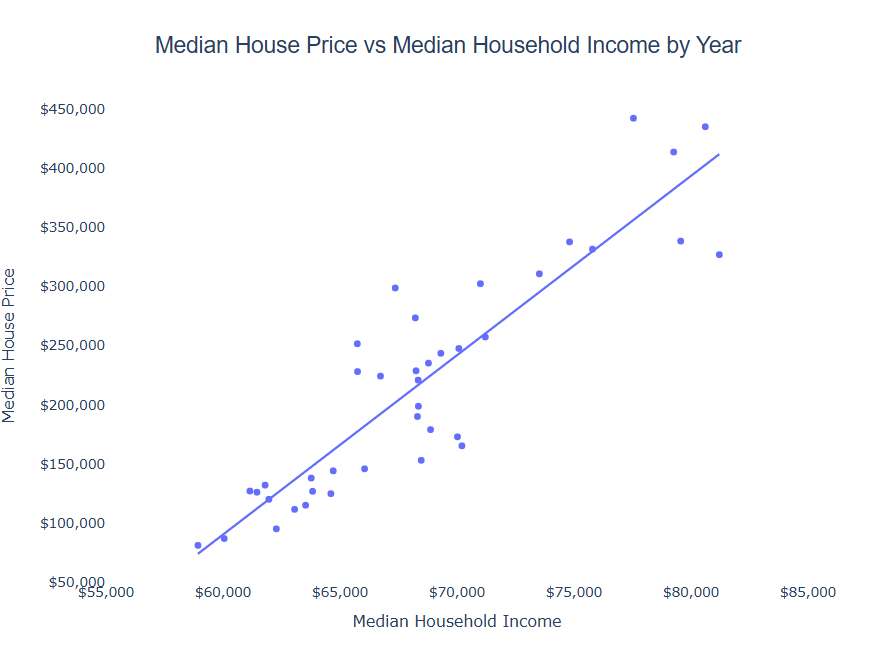 Median House Price vs Median Household Income by Year
$450,000
$400,000
$350,000
$300,000
$250,000
$200,000
$150,000
$100,000
$50,000
Median House Price
$55,000 $60,000 $65,000 $70,000 $75,000 $80,000 $85,000
Median Household Income